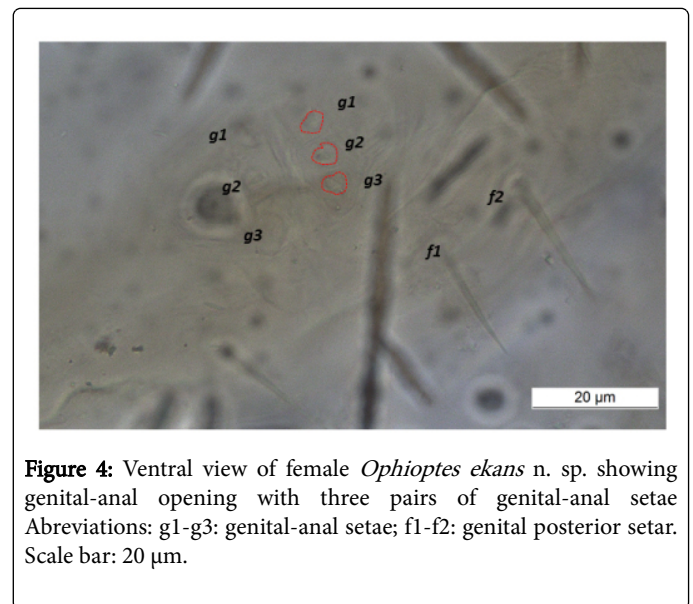 g1
g1
g2
g3
g2
g3
f2
f1
20 µm
Figure 4: Ventral view of female Ophioptes ekans n. sp. showing
genital-anal opening with three pairs of genital-anal setae
Abreviations: g1-g3: genital-anal setae; f1-f2: genital posterior setar.
Scale bar: 20 µm.